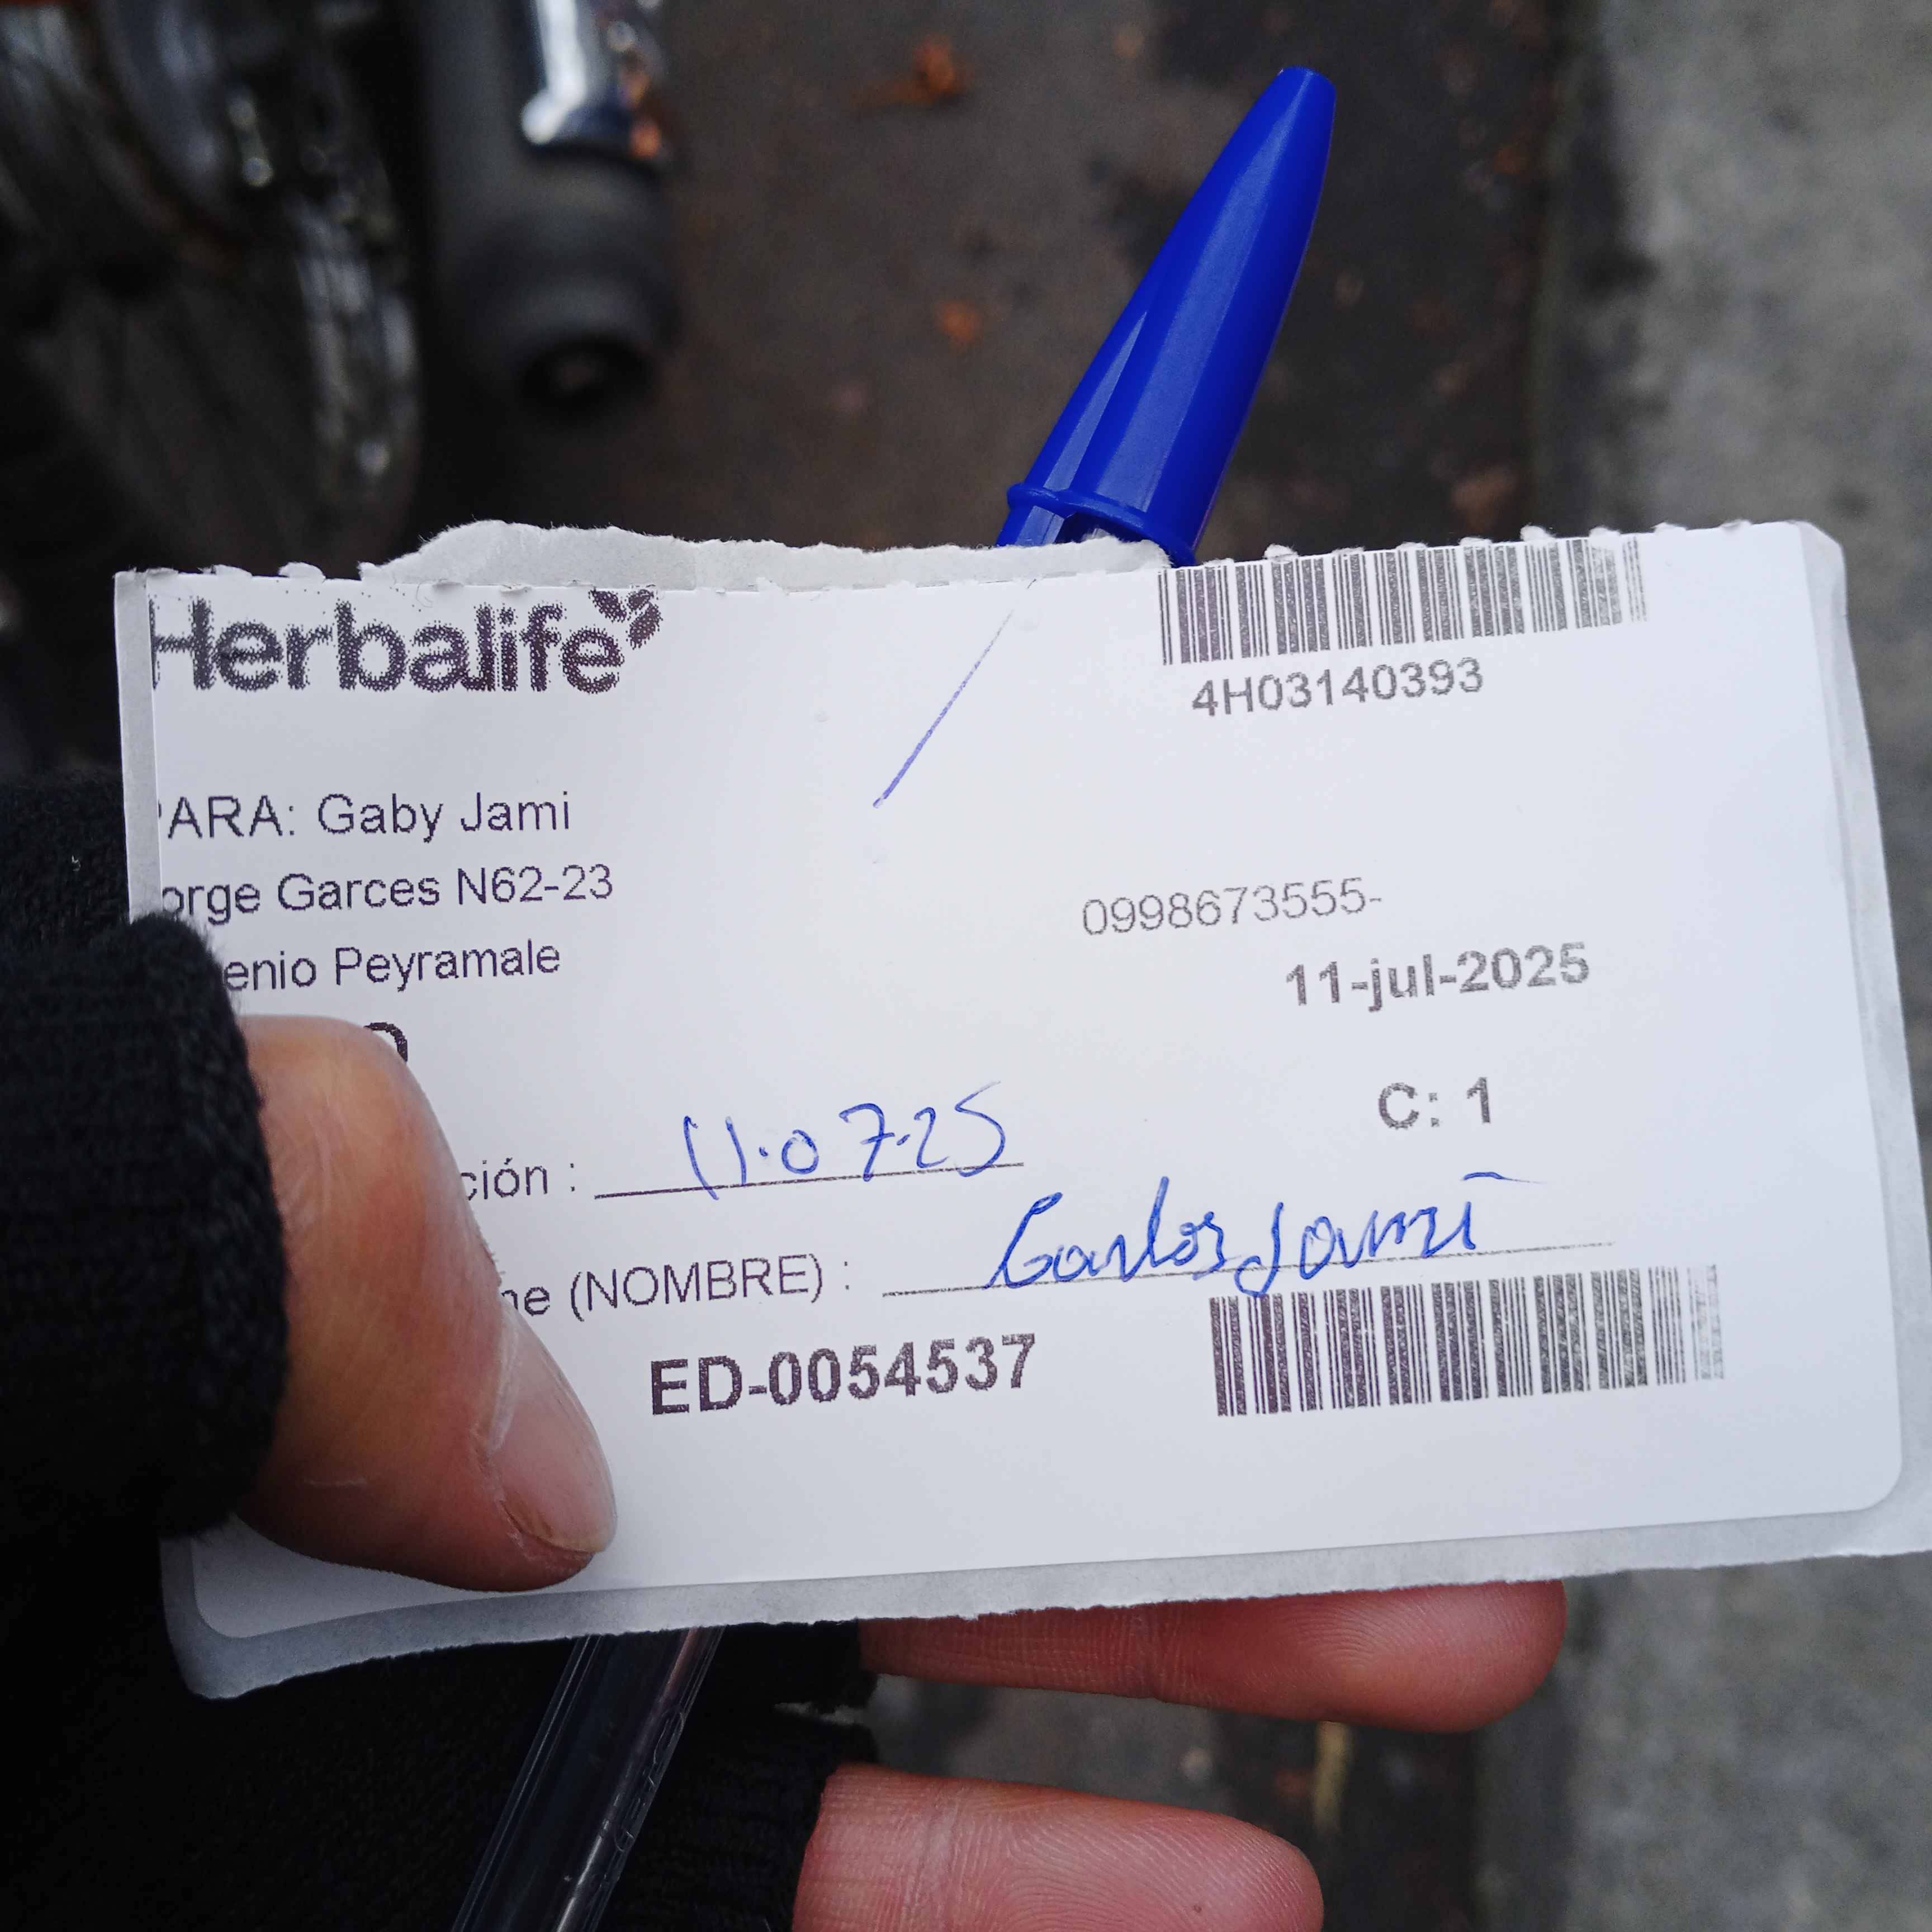 Herbalife
4H03140393
PARA: Gaby Jami
orge Garces N62-23
0998673555-
enio Peyramale
11-jul-2025
C: 1
ción : 11.07.25
me (NOMBRE) : Carlos Jami
ED-0054537